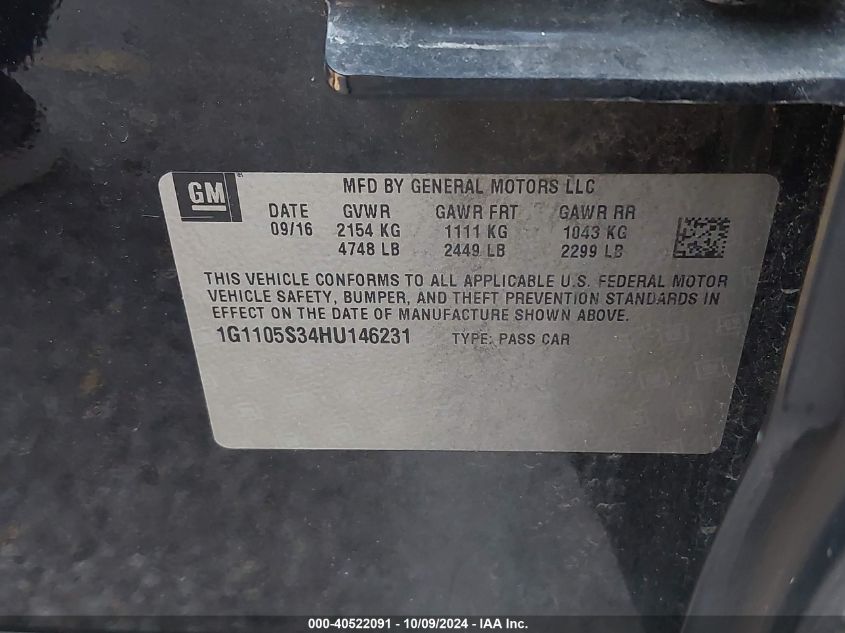 GM
MFD BY GENERAL MOTORS LLC
DATE GVWR GAWR FRT GAWR RR
09/16 2154 KG 1111 KG 1043 KG
4748 LB 2449 LB 2299 LB
THIS VEHICLE CONFORMS TO ALL APPLICABLE U.S. FEDERAL MOTOR
VEHICLE SAFETY, BUMPER, AND THEFT PREVENTION STANDARDS IN
EFFECT ON THE DATE OF MANUFACTURE SHOWN ABOVE.
1G1105S34HU146231 TYPE: PASS CAR
000-40522091 - 10/09/2024 - IAA Inc.